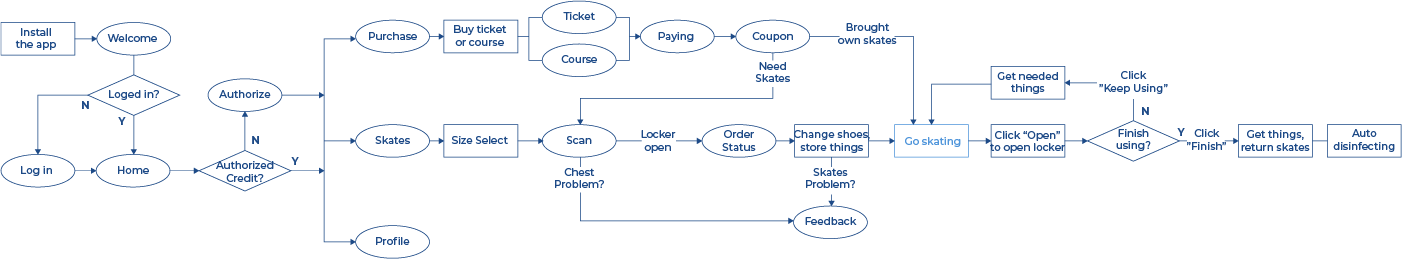 Install
the app
Welcome
Loged in?
N
Y
Log in
Home
Authorize
N
Authorized
Credit?
Y
Purchase
Buy ticket
or course
Ticket
Course
Paying
Coupon
Brought
own skates
Need
Skates
Skates
Size Select
Scan
Locker
open
Order
Status
Change shoes,
store things
Chest
Problem?
Skates
Problem?
Feedback
Profile
Go skating
Click "Open"
to open locker
Finish
using?
N
Click
"Keep Using"
Get needed
things
Y
Click
"Finish"
Get things,
return skates
Auto
disinfecting